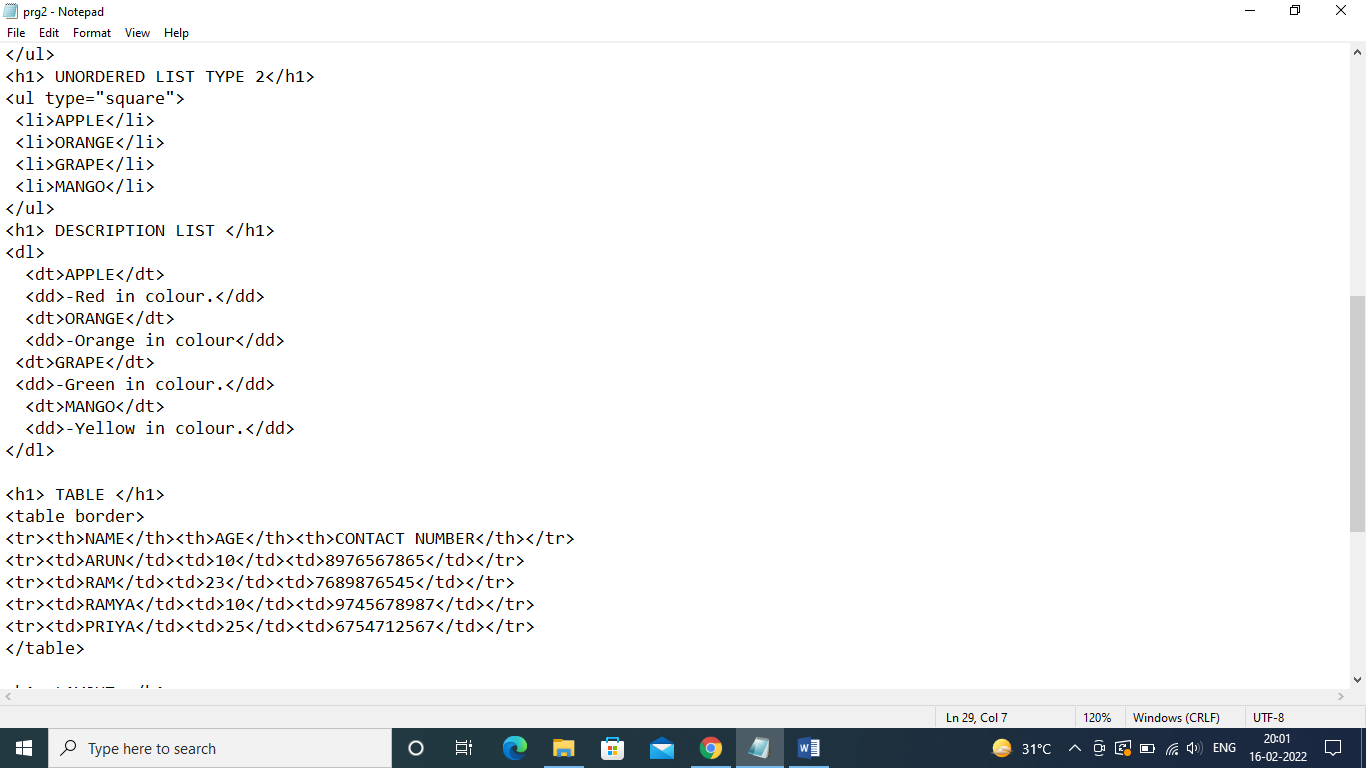 prg2 - Notepad
File Edit Format View Help
</ul>
<h1> UNORDERED LIST TYPE 2</h1>
<ul type="square">
 <li>APPLE</li>
 <li>ORANGE</li>
 <li>GRAPE</li>
 <li>MANGO</li>
</ul>
<h1> DESCRIPTION LIST </h1>
<dl>
  <dt>APPLE</dt>
  <dd>-Red in colour.</dd>
  <dt>ORANGE</dt>
  <dd>-Orange in colour</dd>
 <dt>GRAPE</dt>
 <dd>-Green in colour.</dd>
  <dt>MANGO</dt>
  <dd>-Yellow in colour.</dd>
</dl>

<h1> TABLE </h1>
<table border>
<tr><th>NAME</th><th>AGE</th><th>CONTACT NUMBER</th></tr>
<tr><td>ARUN</td><td>10</td><td>8976567865</td></tr>
<tr><td>RAM</td><td>23</td><td>7689876545</td></tr>
<tr><td>RAMYA</td><td>10</td><td>9745678987</td></tr>
<tr><td>PRIYA</td><td>25</td><td>6754712567</td></tr>
</table>

Ln 29, Col 7 120% Windows (CRLF) UTF-8
Type here to search 31°C ENG 20:01
16-02-2022